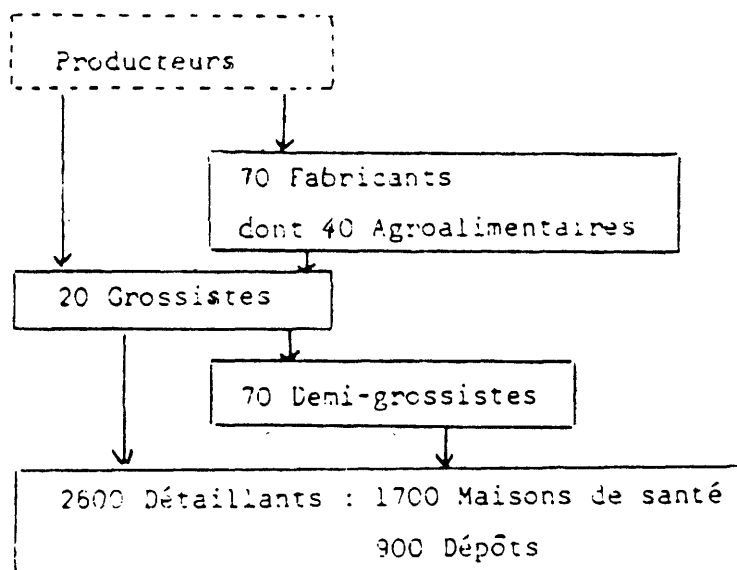 Producteurs
70 Fabricants
dont 40 Agroalimentaires
20 Grossistes
70 Demi-grossistes
2600 Détaillants : 1700 Maisons de santé
900 Dépôts